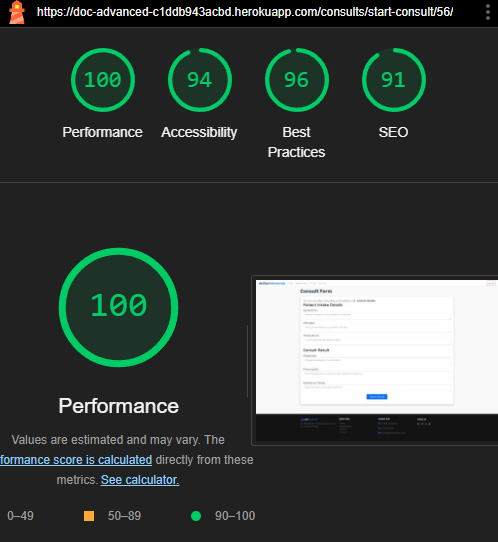 https://doc-advanced-c1ddb943acbd.herokuapp.com/consults/start-consult/56/
100
94
96
91
Performance
Accessibility
Best
Practices
SEO
100
Consult Form
Patient Intake Details
Consult Result
Performance
Values are estimated and may vary. The
formance score is calculated directly from these
metrics. See calculator.
0–49
50–89
90–100